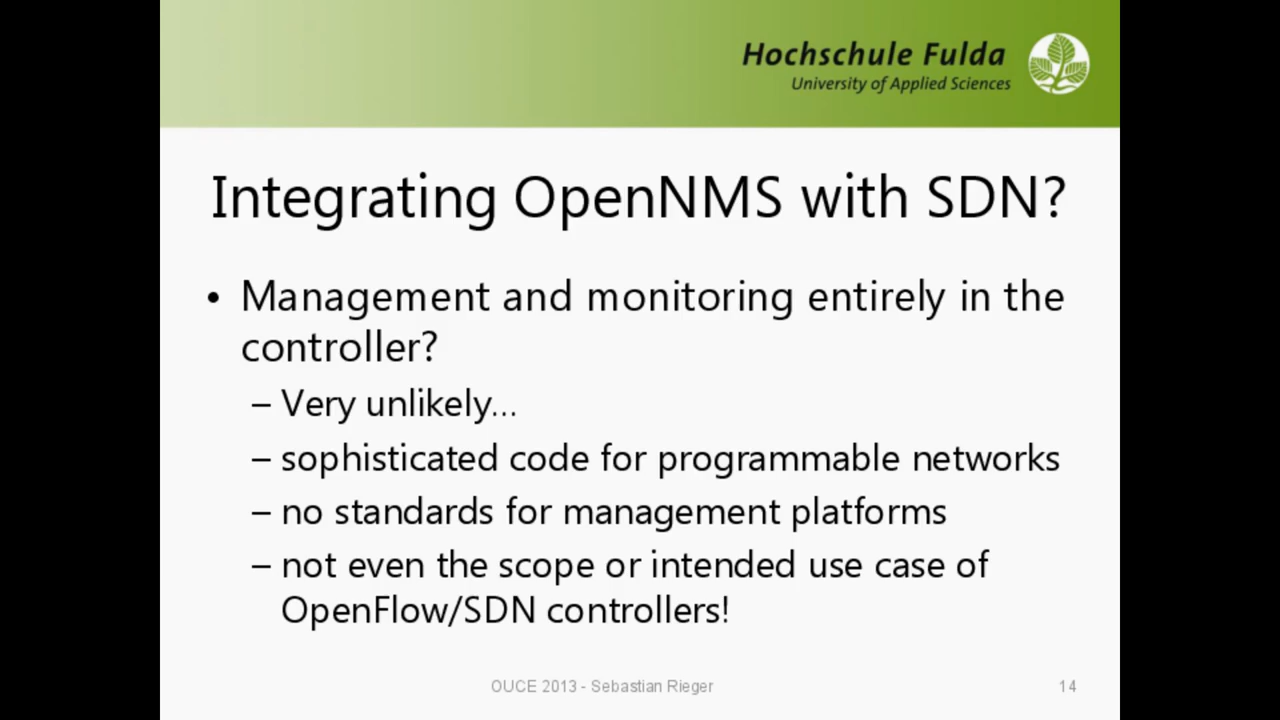 Hochschule Fulda
University of Applied Sciences
Integrating OpenNMS with SDN?
• Management and monitoring entirely in the
controller?
– Very unlikely...
– sophisticated code for programmable networks
– no standards for management platforms
– not even the scope or intended use case of
OpenFlow/SDN controllers!
OUCE 2013 - Sebastian Rieger
14